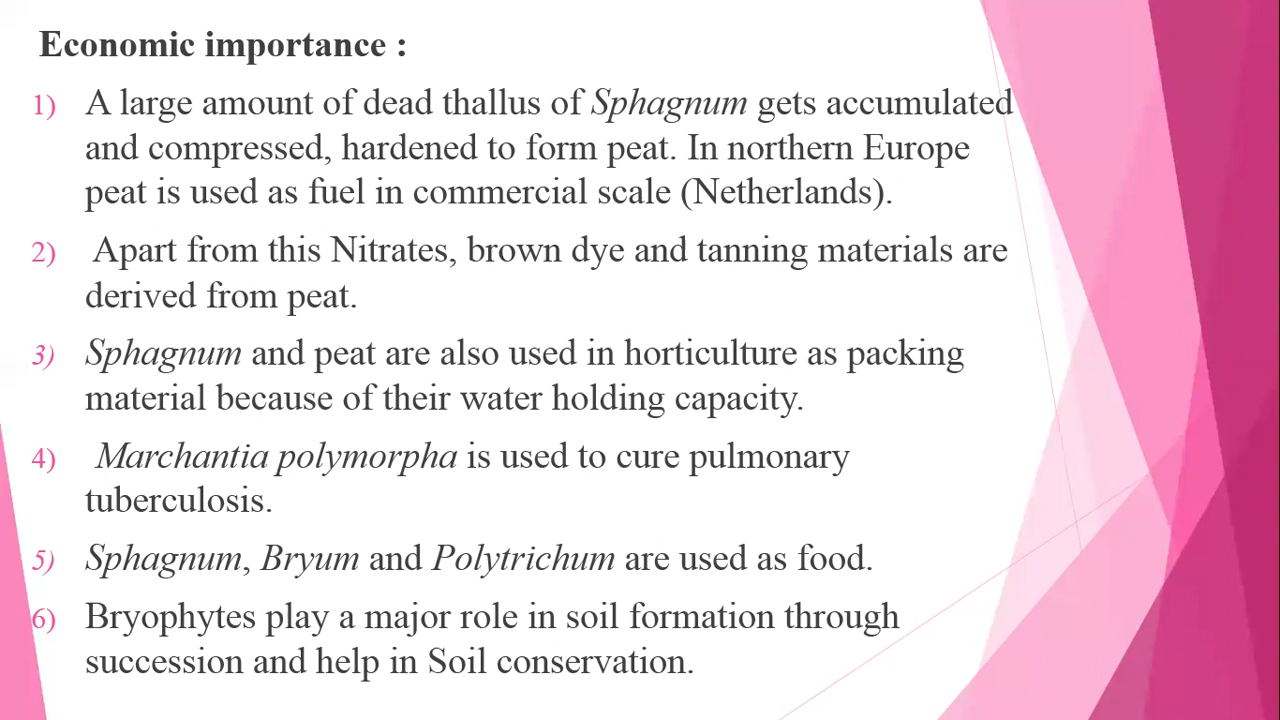 Economic importance :
1) A large amount of dead thallus of Sphagnum gets accumulated
and compressed, hardened to form peat. In northern Europe
peat is used as fuel in commercial scale (Netherlands).
2) Apart from this Nitrates, brown dye and tanning materials are
derived from peat.
3) Sphagnum and peat are also used in horticulture as packing
material because of their water holding capacity.
4) Marchantia polymorpha is used to cure pulmonary
tuberculosis.
5) Sphagnum, Bryum and Polytrichum are used as food.
6) Bryophytes play a major role in soil formation through
succession and help in Soil conservation.